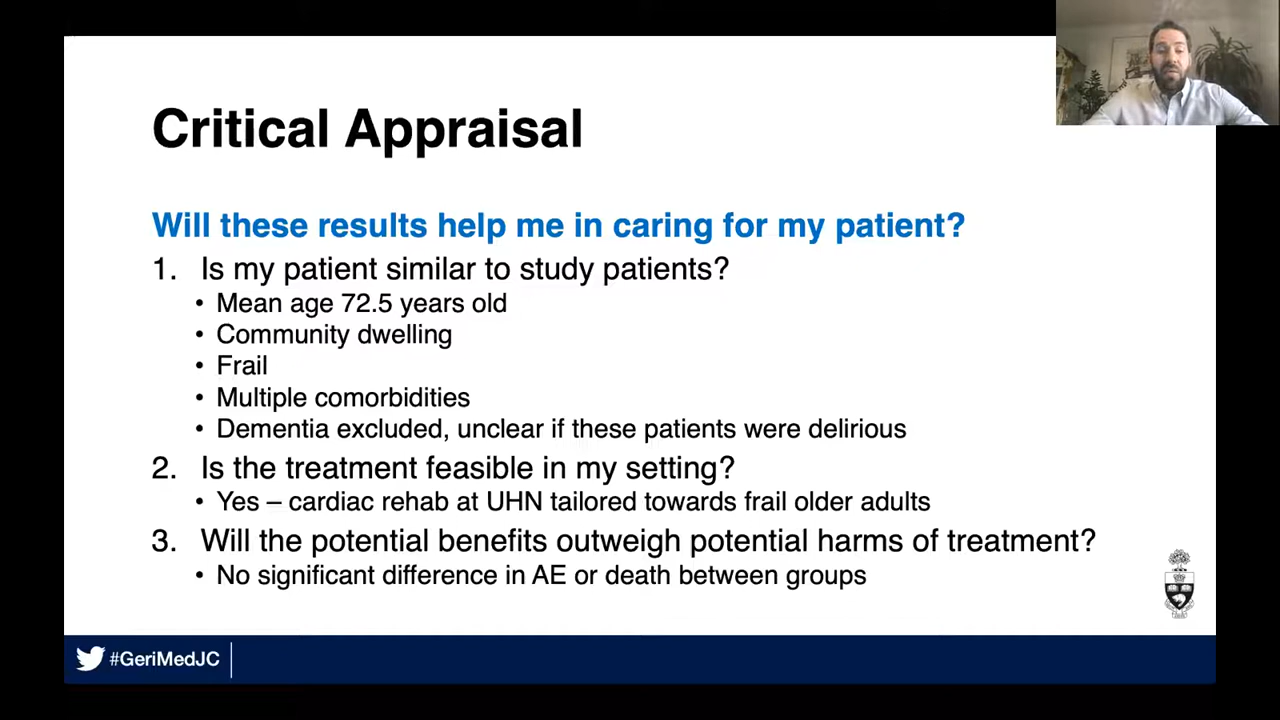 Critical Appraisal
Will these results help me in caring for my patient?
1. Is my patient similar to study patients?
• Mean age 72.5 years old
• Community dwelling
• Frail
• Multiple comorbidities
• Dementia excluded, unclear if these patients were delirious
2. Is the treatment feasible in my setting?
• Yes – cardiac rehab at UHN tailored towards frail older adults
3. Will the potential benefits outweigh potential harms of treatment?
• No significant difference in AE or death between groups
#GeriMedJC